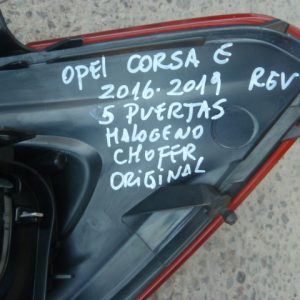 OPEl CORSA E
2016.2019 REV
5 PUERTAS
HALOGENO
CHOFER
ORIGINAL